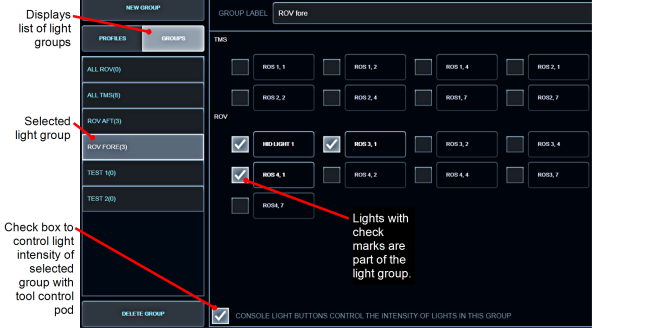 NEW GROUP
GROUP LABEL ROV fore
Displays
list of light
groups
PROFILES GROUPS
TMS
ROS 1, 1 ROS 1, 2 ROS 1, 4 ROS 2, 1
ALL ROV(0)
ALL TMS(8)
ROS 2, 2 ROS 2, 4 ROS1, 7 ROS2, 7
Selected
light group
ROV AFT(3)
ROV
ROV FORE(3)
HID LIGHT 1 ROS 3, 1 ROS 3, 2 ROS 3, 4
TEST 1(0)
ROS 4, 1 ROS 4, 2 ROS 4, 4 ROS3, 7
TEST 2(0)
ROS4, 7
Lights with
check
marks are
part of the
light group.
Check box to
control light
intensity of
selected
group with
tool control
pod
DELETE GROUP
CONSOLE LIGHT BUTTONS CONTROL THE INTENSITY OF LIGHTS IN THIS GROUP